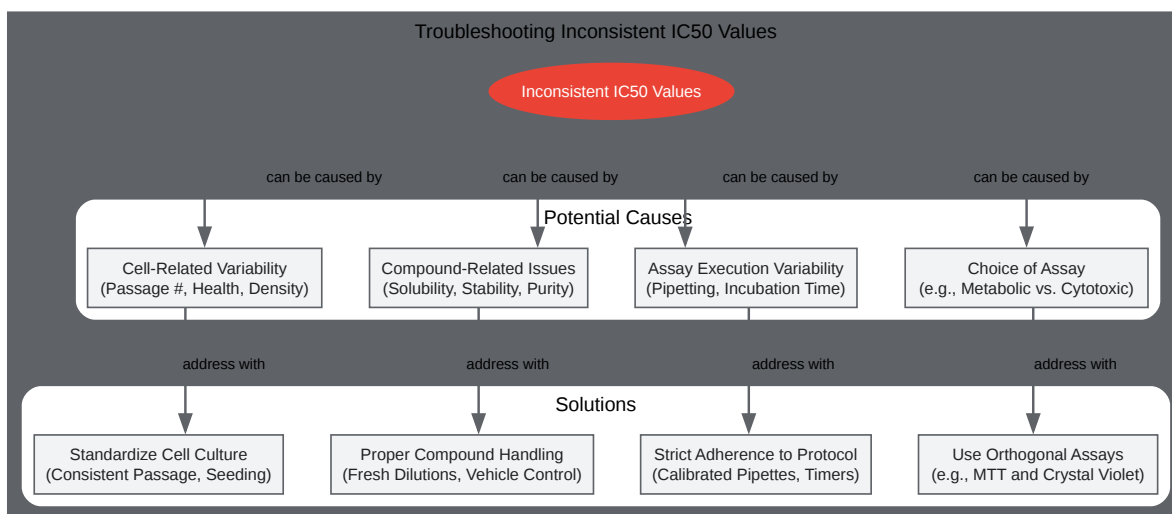 Troubleshooting Inconsistent IC50 Values
Inconsistent IC50 Values
can be caused by
can be caused by
can be caused by
can be caused by
Potential Causes
Cell-Related Variability
(Passage #, Health, Density)
Compound-Related Issues
(Solubility, Stability, Purity)
Assay Execution Variability
(Pipetting, Incubation Time)
Choice of Assay
(e.g., Metabolic vs. Cytotoxic)
address with
address with
address with
address with
Solutions
Standardize Cell Culture
(Consistent Passage, Seeding)
Proper Compound Handling
(Fresh Dilutions, Vehicle Control)
Strict Adherence to Protocol
(Calibrated Pipettes, Timers)
Use Orthogonal Assays
(e.g., MTT and Crystal Violet)